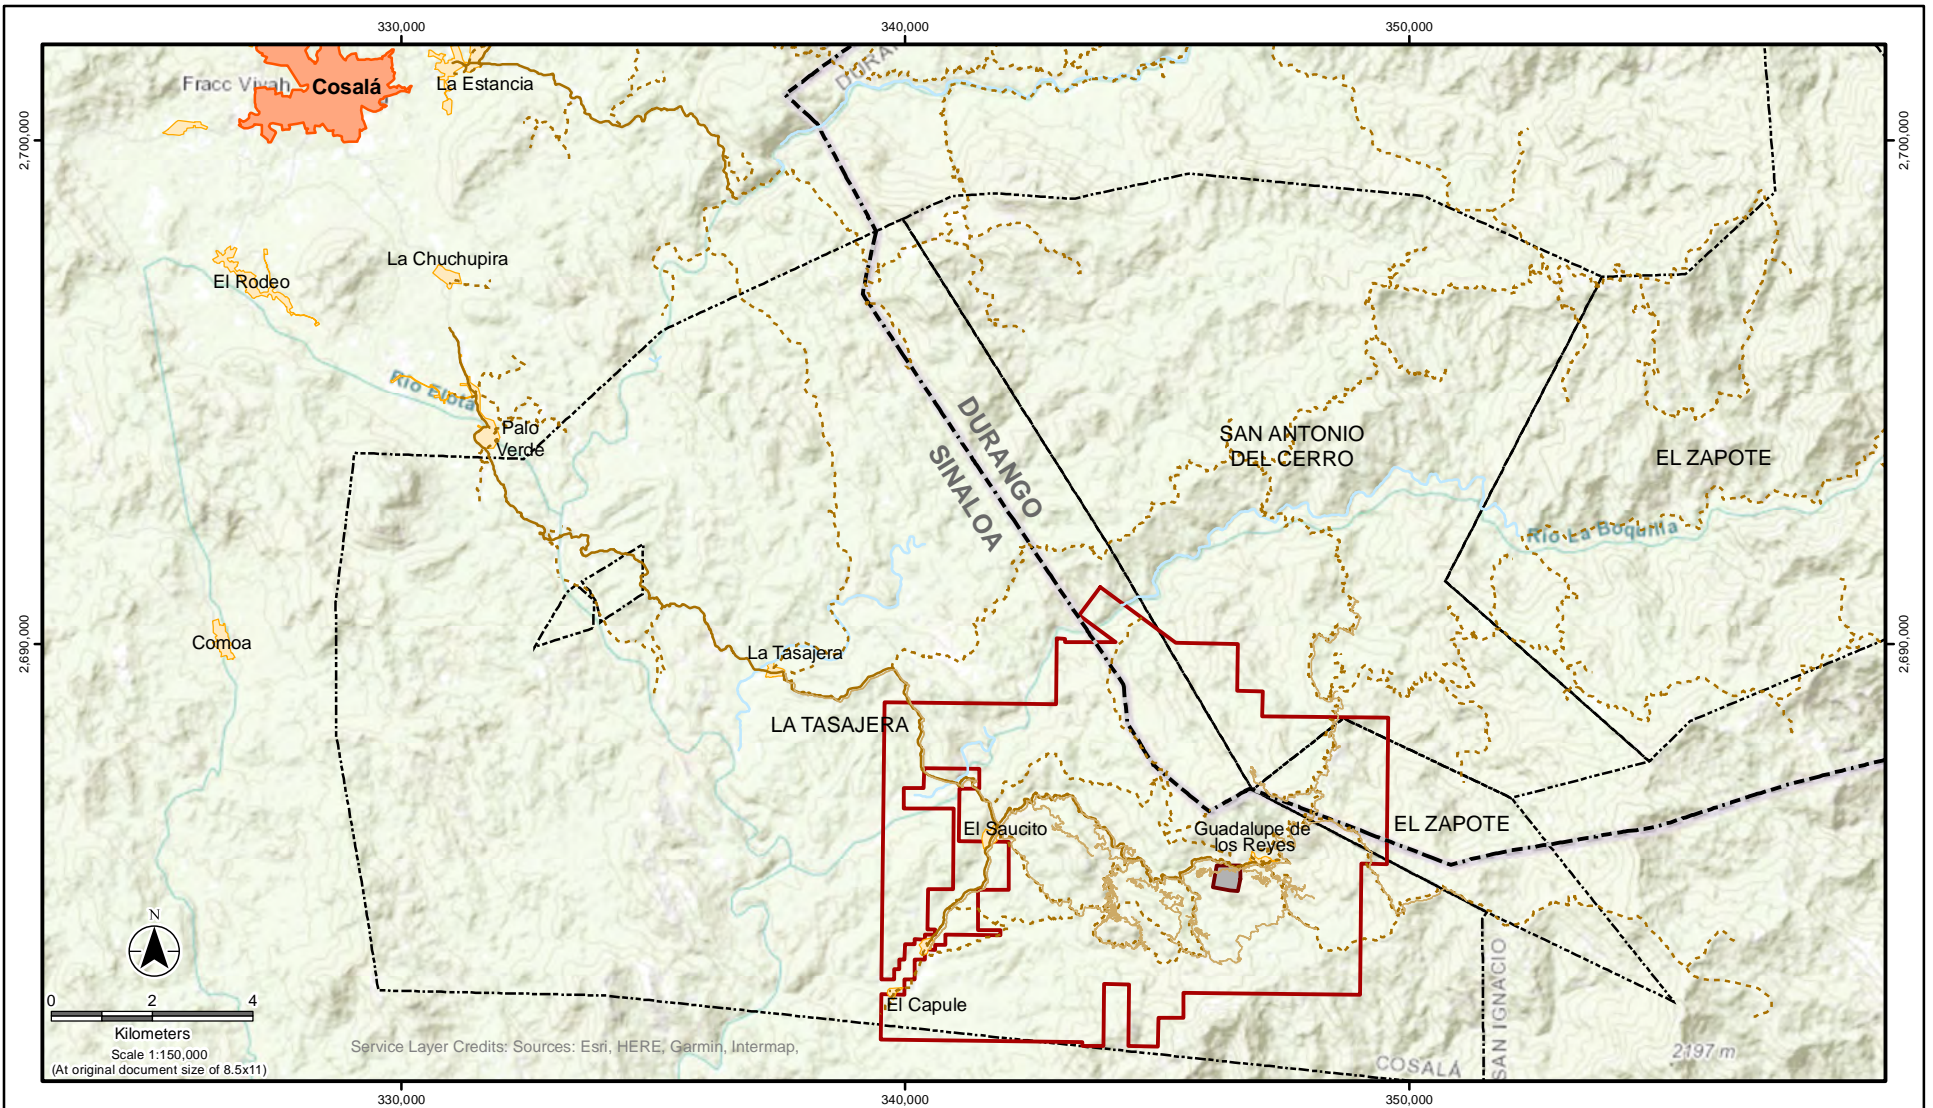 330,000
340,000
350,000
DURA
Fracc Vivah
Cosalá
La Estancia
2,700,000
2,700,000
La Chuchupira
El Rodeo
Río Elota
Palo
Verde
DURANGO
SINALOA
SAN ANTONIO
DEL CERRO
EL ZAPOTE
Río La Boquilla
Comoa
2,690,000
2,690,000
La Tasajera
LA TASAJERA
El Saucito
Guadalupe de
los Reyes
EL ZAPOTE
N
El Capule
SAN IGNACIO
COSALÁ
2197 m
0 2 4
Kilometers
Scale 1:150,000
(At original document size of 8.5x11)
Service Layer Credits: Sources: Esri, HERE, Garmin, Intermap,
330,000
340,000
350,000